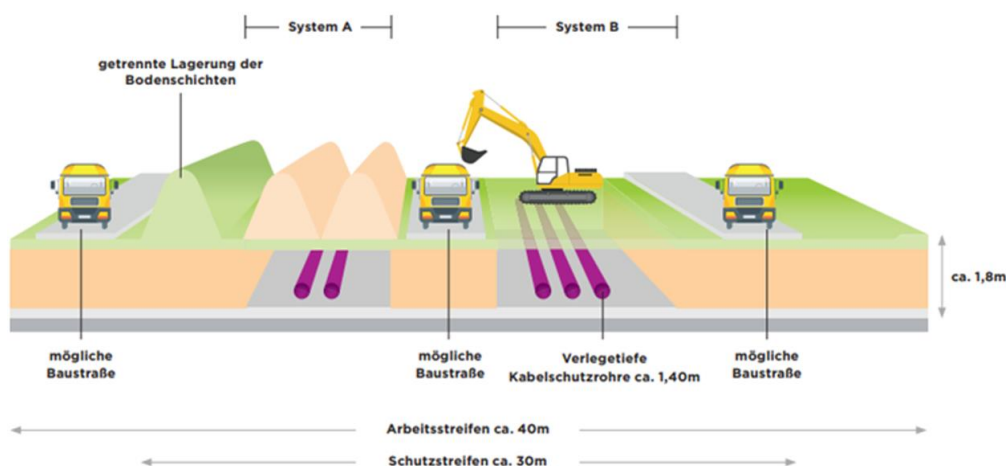 System A
System B
getrennte Lagerung der
Bodenschichten
ca. 1,8m
mögliche
Baustraße
mögliche
Baustraße
Verlegetiefe
Kabelschutzrohre ca. 1,40m
mögliche
Baustraße
Arbeitsstreifen ca. 40m
Schutzstreifen ca. 30m